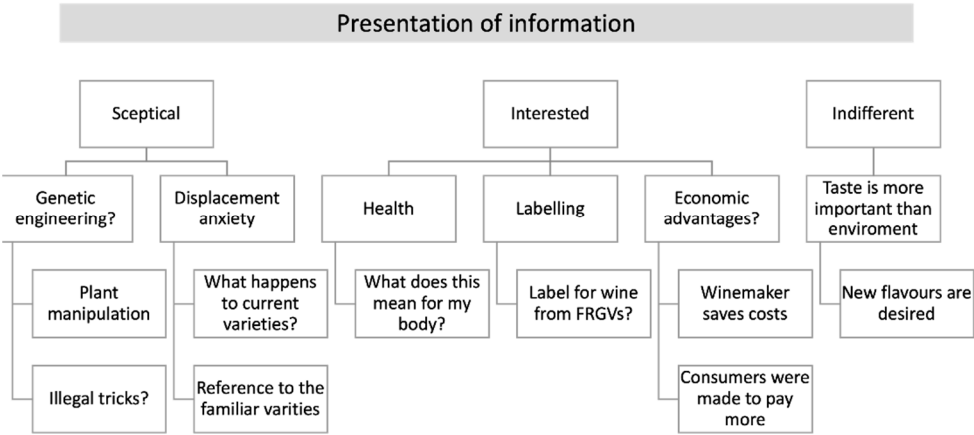 Presentation of information
Sceptical
Interested
Indifferent
Genetic
engineering?
Displacement
anxiety
Health
Labelling
Economic
advantages?
Taste is more
important than
enviroment
Plant
manipulation
What happens
to current
varieties?
What does this
mean for my
body?
Label for wine
from FRGVs?
Winemaker
saves costs
New flavours are
desired
Illegal tricks?
Reference to the
familiar varities
Consumers were
made to pay
more